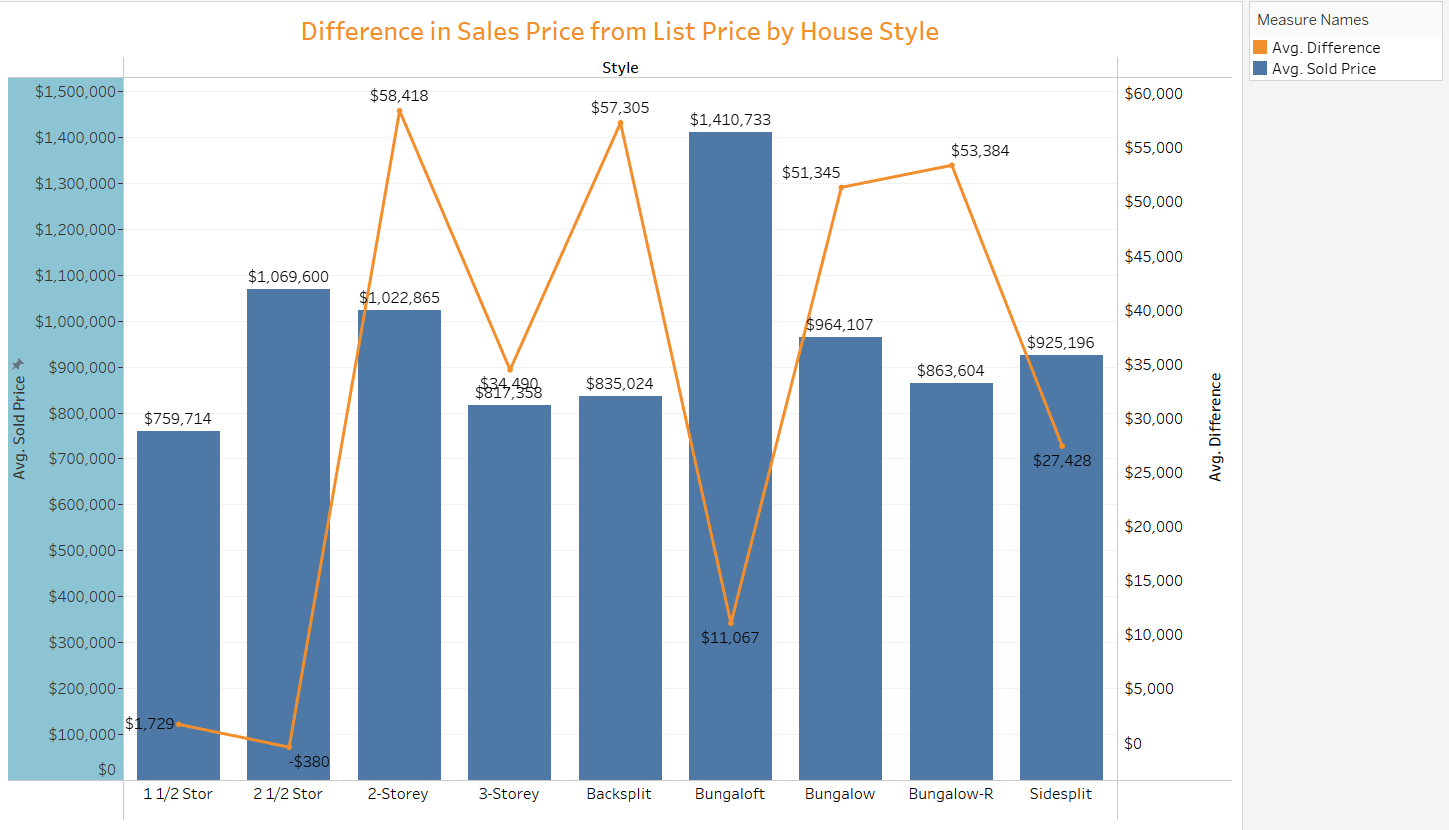 Difference in Sales Price from List Price by House Style
Measure Names
Avg. Difference
Avg. Sold Price
Style
Avg. Sold Price
$1,500,000
$1,400,000
$1,300,000
$1,200,000
$1,100,000
$1,000,000
$900,000
$800,000
$700,000
$600,000
$500,000
$400,000
$300,000
$200,000
$100,000
$0
$759,714
$1,069,600
$1,022,865
$817,358
$835,024
$1,410,733
$964,107
$863,604
$925,196
$1,729
-$380
$58,418
$34,490
$57,305
$11,067
$51,345
$53,384
$27,428
$60,000
$55,000
$50,000
$45,000
$40,000
$35,000
$30,000
$25,000
$20,000
$15,000
$10,000
$5,000
$0
Avg. Difference
1 1/2 Stor
2 1/2 Stor
2-Storey
3-Storey
Backsplit
Bungaloft
Bungalow
Bungalow-R
Sidesplit